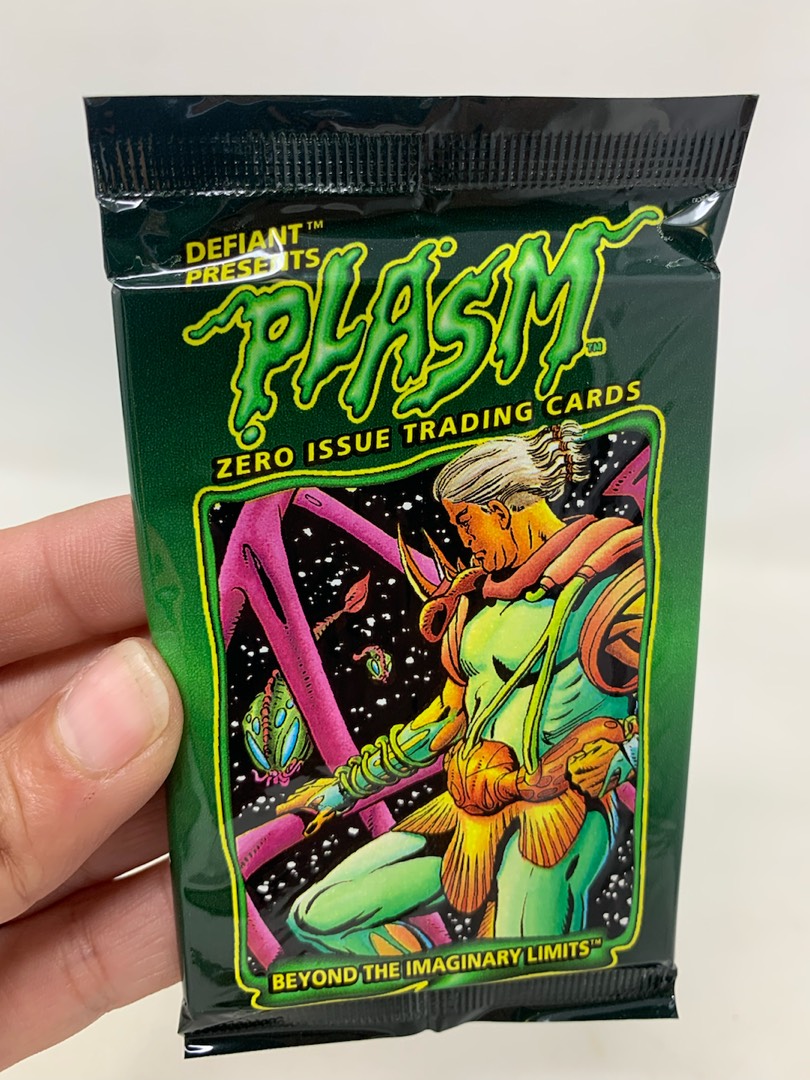 DEFIANT™
PRESENTS
PLASM™
ZERO ISSUE TRADING CARDS
BEYOND THE IMAGINARY LIMITS™